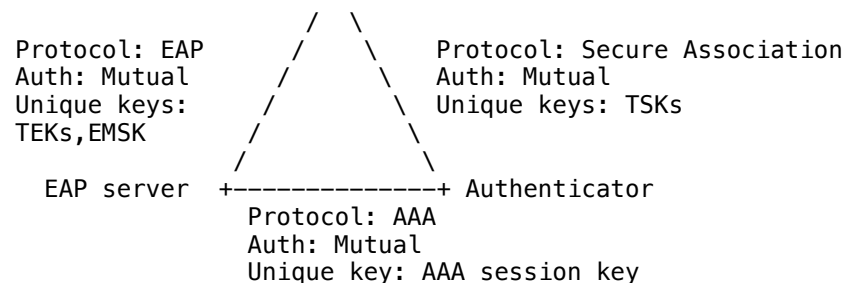 / \
Protocol: EAP / \ Protocol: Secure Association
Auth: Mutual / \ Auth: Mutual
Unique keys: / \ Unique keys: TSKs
TEKs,EMSK / \
/ \
EAP server +--------------+ Authenticator
Protocol: AAA
Auth: Mutual
Unique key: AAA session key